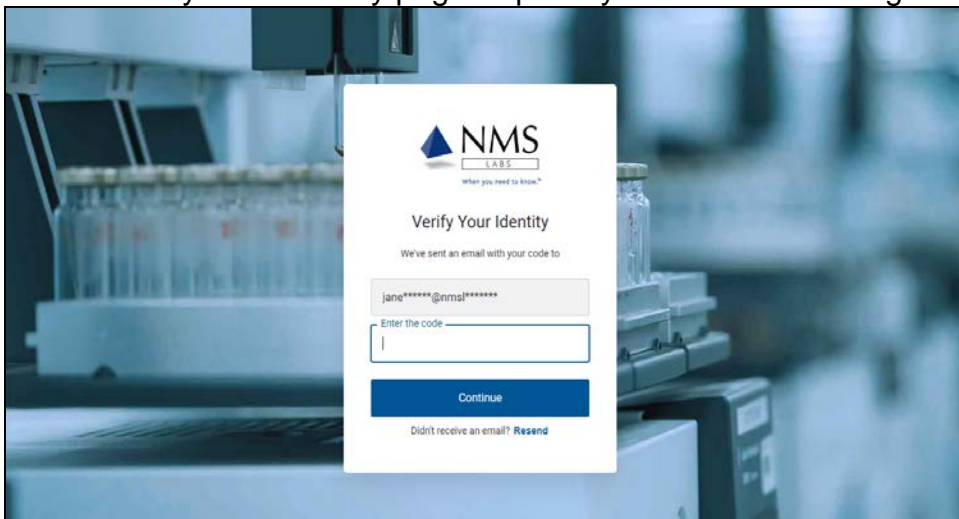 NMS
LABS
When you need to know.®
Verify Your Identity
We've sent an email with your code to
jane******@nmsl*******
Enter the code
Continue
Didn't receive an email? Resend